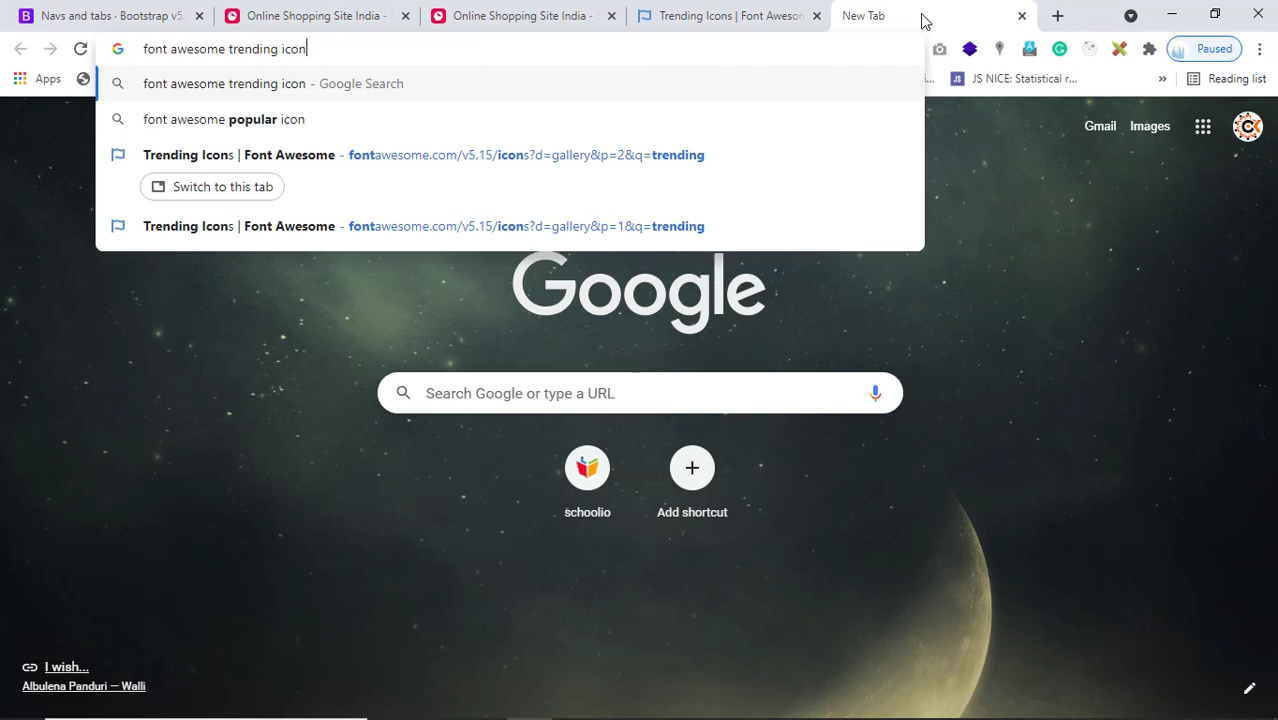 Navs and tabs · Bootstrap v5.
Online Shopping Site India -
Online Shopping Site India -
Trending Icons | Font Aweson
New Tab
font awesome trending icon
Paused
Apps
JS NICE: Statistical r...
»
Reading list
font awesome trending icon - Google Search
font awesome popular icon
Trending Icons | Font Awesome - fontawesome.com/v5.15/icons?d=gallery&p=2&q=trending
Switch to this tab
Trending Icons | Font Awesome - fontawesome.com/v5.15/icons?d=gallery&p=1&q=trending
Gmail
Images
Google
Search Google or type a URL
schoolio
Add shortcut
I wish...
Albulena Panduri — Walli